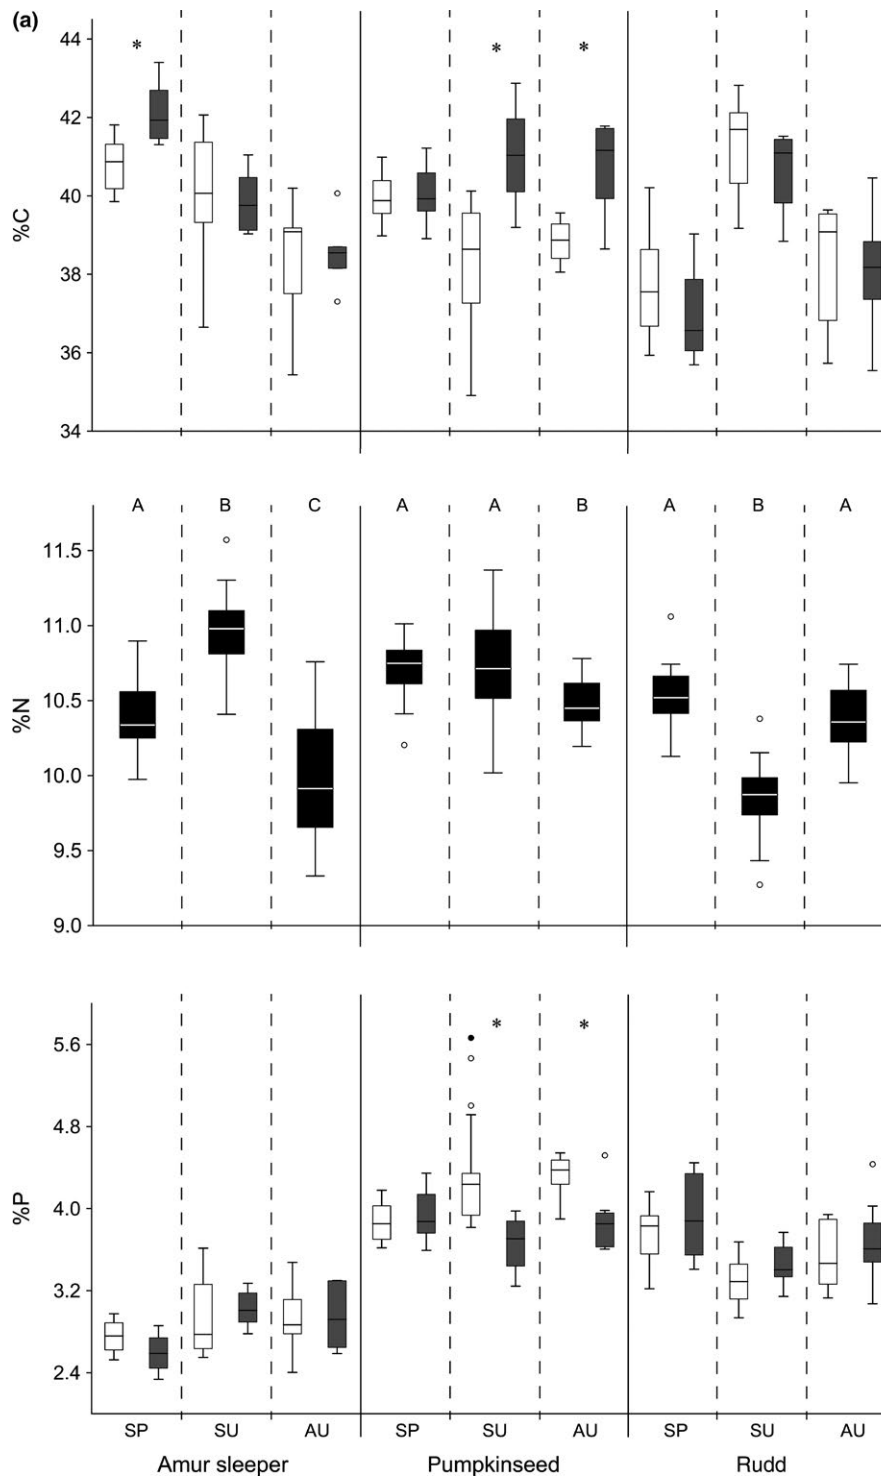 (a)
* * *
%C
44
42
40
38
36
34
A B C A A B A B A
%N
11.5
11.0
10.5
10.0
9.5
9.0
* *
%P
5.6
4.8
4.0
3.2
2.4
SP SU AU SP SU AU SP SU AU
Amur sleeper Pumpkinseed Rudd